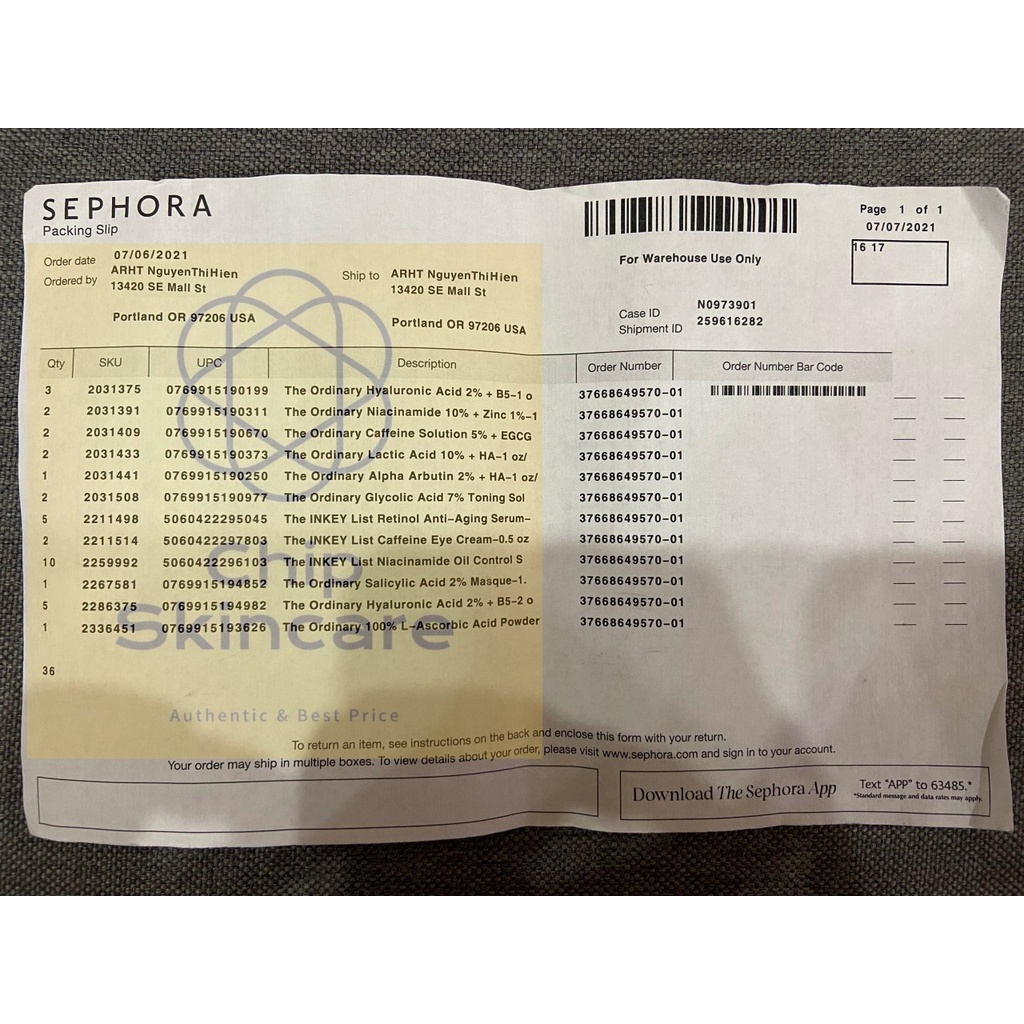 SEPHORA
Packing Slip
Page 1 of 1
07/07/2021
16 17
Order date 07/06/2021
Ordered by ARHT NguyenThiHien
13420 SE Mall St
Portland OR 97206 USA
Ship to ARHT NguyenThiHien
13420 SE Mall St
Portland OR 97206 USA
For Warehouse Use Only
Case ID N0973901
Shipment ID 259616282
Qty SKU UPC Description Order Number Order Number Bar Code
3 2031375 0769915190199 The Ordinary Hyaluronic Acid 2% + B5-1 o 37668649570-01
2 2031391 0769915190311 The Ordinary Niacinamide 10% + Zinc 1%-1 37668649570-01
2 2031409 0769915190670 The Ordinary Caffeine Solution 5% + EGCG 37668649570-01
2 2031433 0769915190373 The Ordinary Lactic Acid 10% + HA-1 oz/ 37668649570-01
1 2031441 0769915190250 The Ordinary Alpha Arbutin 2% + HA-1 oz/ 37668649570-01
2 2031508 0769915190977 The Ordinary Glycolic Acid 7% Toning Sol 37668649570-01
5 2211498 5060422295045 The INKEY List Retinol Anti-Aging Serum- 37668649570-01
2 2211514 5060422297803 The INKEY List Caffeine Eye Cream-0.5 oz 37668649570-01
10 2259992 5060422296103 The INKEY List Niacinamide Oil Control S 37668649570-01
1 2267581 0769915194852 The Ordinary Salicylic Acid 2% Masque-1. 37668649570-01
5 2286375 0769915194982 The Ordinary Hyaluronic Acid 2% + B5-2 o 37668649570-01
1 2336451 0769915193626 The Ordinary 100% L-Ascorbic Acid Powder 37668649570-01
36
Chip
Skincare
Authentic & Best Price
To return an item, see instructions on the back and enclose this form with your return.
Your order may ship in multiple boxes. To view details about your order, please visit www.sephora.com and sign in to your account.
Download The Sephora App
Text "APP" to 63485.*
*Standard message and data rates may apply.